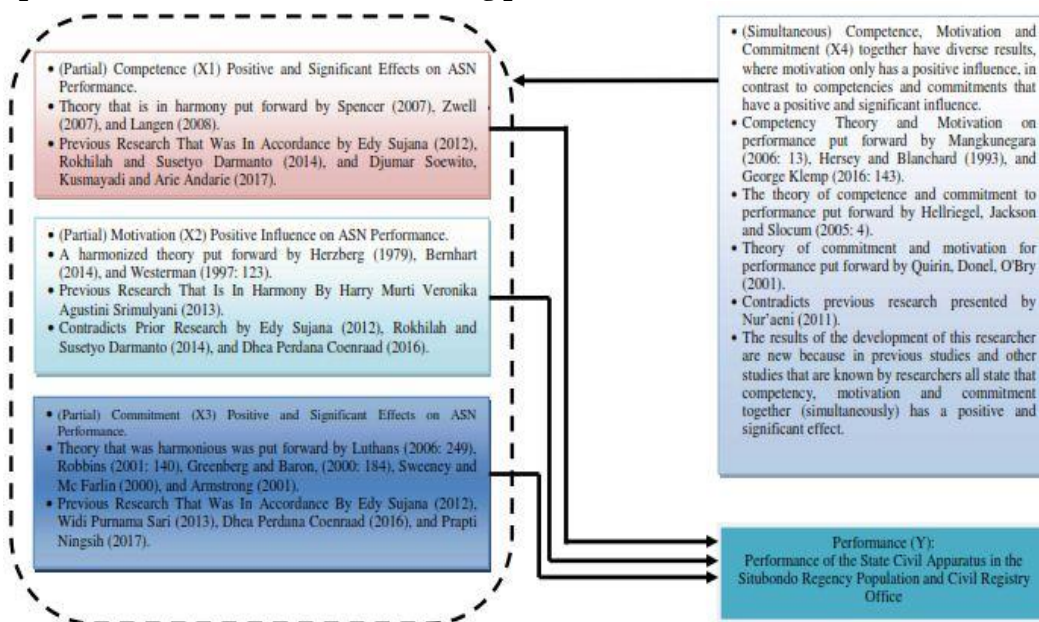 • (Partial) Competence (X1) Positive and Significant Effects on ASN
Performance.
• Theory that is in harmony put forward by Spencer (2007), Zwell
(2007), and Langen (2008).
• Previous Research That Was In Accordance by Edy Sujana (2012),
Rokhilah and Susetyo Darmanto (2014), and Djumar Soewito,
Kusmayadi and Arie Andarie (2017).
• (Partial) Motivation (X2) Positive Influence on ASN Performance.
• A harmonized theory put forward by Herzberg (1979), Bernhart
(2014), and Westerman (1997: 123).
• Previous Research That Is In Harmony By Harry Murti Veronika
Agustini Srimulyani (2013).
• Contradicts Prior Research by Edy Sujana (2012), Rokhilah and
Susetyo Darmanto (2014), and Dhea Perdana Coenraad (2016).
• (Partial) Commitment (X3) Positive and Significant Effects on ASN
Performance.
• Theory that was harmonious was put forward by Luthans (2006: 249),
Robbins (2001: 140), Greenberg and Baron, (2000: 184), Sweeney and
Mc Farlin (2000), and Armstrong (2001).
• Previous Research That Was In Accordance By Edy Sujana (2012),
Widi Purnama Sari (2013), Dhea Perdana Coenraad (2016), and Prapti
Ningsih (2017).
• (Simultaneous) Competence, Motivation and
Commitment (X4) together have diverse results,
where motivation only has a positive influence, in
contrast to competencies and commitments that
have a positive and significant influence.
• Competency Theory and Motivation on
performance put forward by Mangkunegara
(2006: 13), Hersey and Blanchard (1993), and
George Klemp (2016: 143).
• The theory of competence and commitment to
performance put forward by Hellriegel, Jackson
and Slocum (2005: 4).
• Theory of commitment and motivation for
performance put forward by Quirin, Donel, O'Bry
(2001).
• Contradicts previous research presented by
Nur'aeni (2011).
• The results of the development of this researcher
are new because in previous studies and other
studies that are known by researchers all state that
competency, motivation and commitment
together (simultaneously) has a positive and
significant effect.
Performance (Y):
Performance of the State Civil Apparatus in the
Situbondo Regency Population and Civil Registry
Office